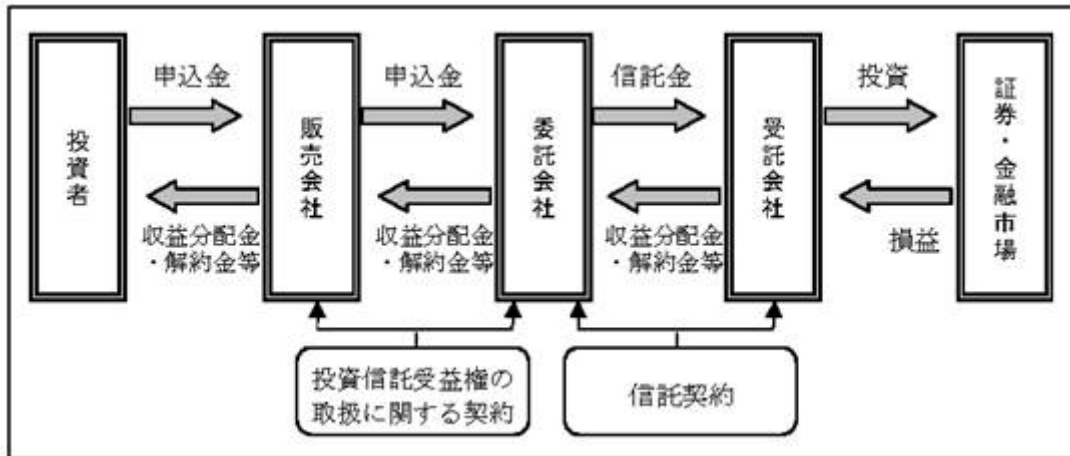 投資者
申込金
収益分配金
・解約金等
販売会社
申込金
収益分配金
・解約金等
委託会社
信託金
収益分配金
・解約金等
受託会社
投資
損益
証券・金融市場
投資信託受益権の
取扱に関する契約
信託契約